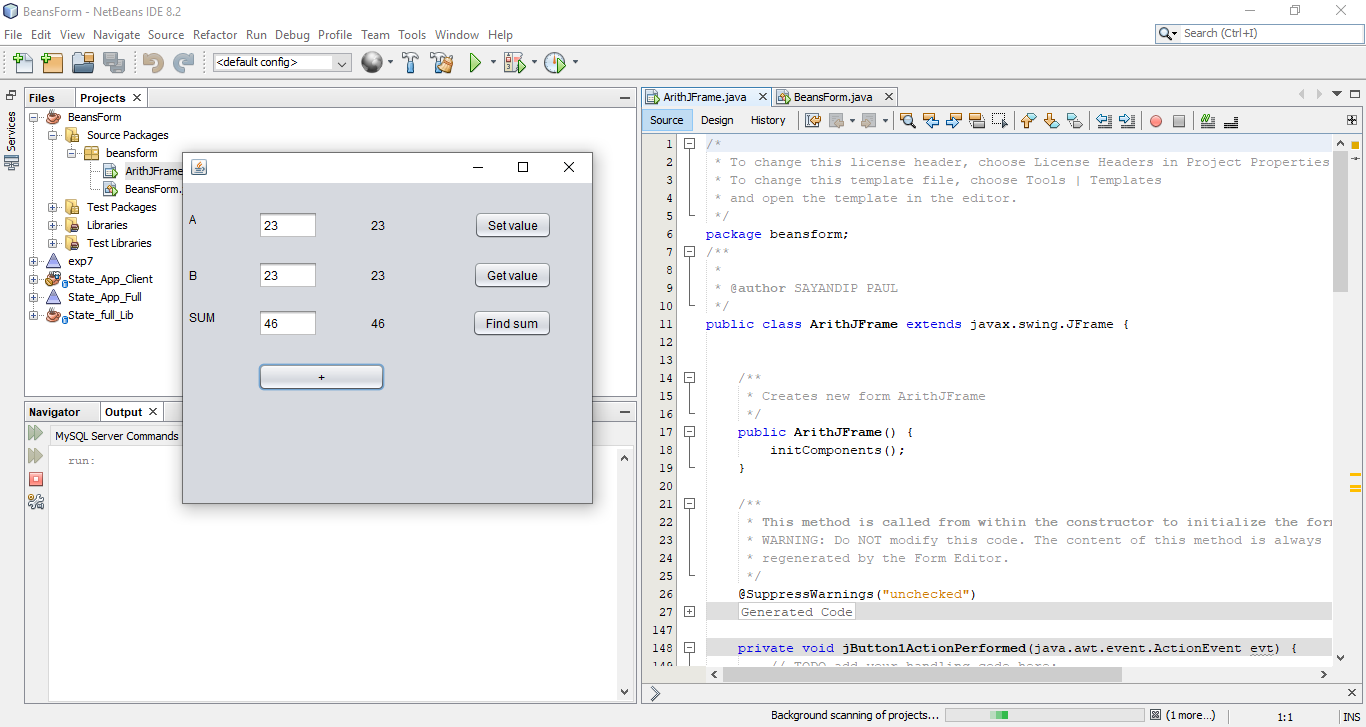 BeansForm - NetBeans IDE 8.2
File Edit View Navigate Source Refactor Run Debug Profile Team Tools Window Help
Search (Ctrl+I)
<default config>
Services
Files Projects
BeansForm
Source Packages
beansform
ArithJFrame
BeansForm.
Test Packages
Libraries
Test Libraries
exp7
State_App_Client
State_App_Full
State_full_Lib
A 23 23 Set value
B 23 23 Get value
SUM 46 46 Find sum
+
Navigator Output
MySQL Server Commands
run:
ArithJFrame.java BeansForm.java
Source Design History
1 /*
2 * To change this license header, choose License Headers in Project Properties
3 * To change this template file, choose Tools | Templates
4 * and open the template in the editor.
5 */
6 package beansform;
7 /**
8 *
9 * @author SAYANDIP PAUL
10 */
11 public class ArithJFrame extends javax.swing.JFrame {
12
13
14 /**
15 * Creates new form ArithJFrame
16 */
17 public ArithJFrame() {
18 initComponents();
19 }
20
21 /**
22 * This method is called from within the constructor to initialize the for
23 * WARNING: Do NOT modify this code. The content of this method is always
24 * regenerated by the Form Editor.
25 */
26 @SuppressWarnings("unchecked")
27 Generated Code
147
148 private void jButton1ActionPerformed(java.awt.event.ActionEvent evt) {
149 // TODO add your handling code here:
Background scanning of projects... (1 more...) 1:1 INS